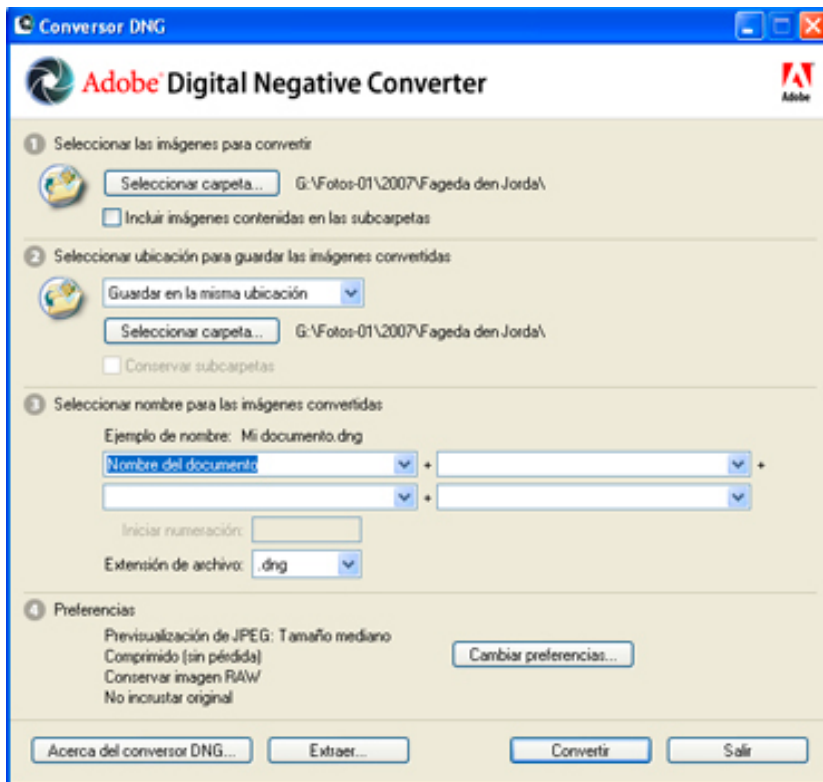 Conversor DNG
Adobe® Digital Negative Converter
Adobe
1 Seleccionar las imágenes para convertir
Seleccionar carpeta... G:\Fotos-01\2007\Fageda den Jorda\
Incluir imágenes contenidas en las subcarpetas
2 Seleccionar ubicación para guardar las imágenes convertidas
Guardar en la misma ubicación
Seleccionar carpeta... G:\Fotos-01\2007\Fageda den Jorda\
Conservar subcarpetas
3 Seleccionar nombre para las imágenes convertidas
Ejemplo de nombre: Mi documento.dng
Nombre del documento + +
+
Iniciar numeración:
Extensión de archivo: .dng
4 Preferencias
Previsualización de JPEG: Tamaño mediano
Comprimido (sin pérdida)
Cambiar preferencias...
Conservar imagen RAW
No incrustar original
Acerca del conversor DNG... Extraer... Convertir Salir